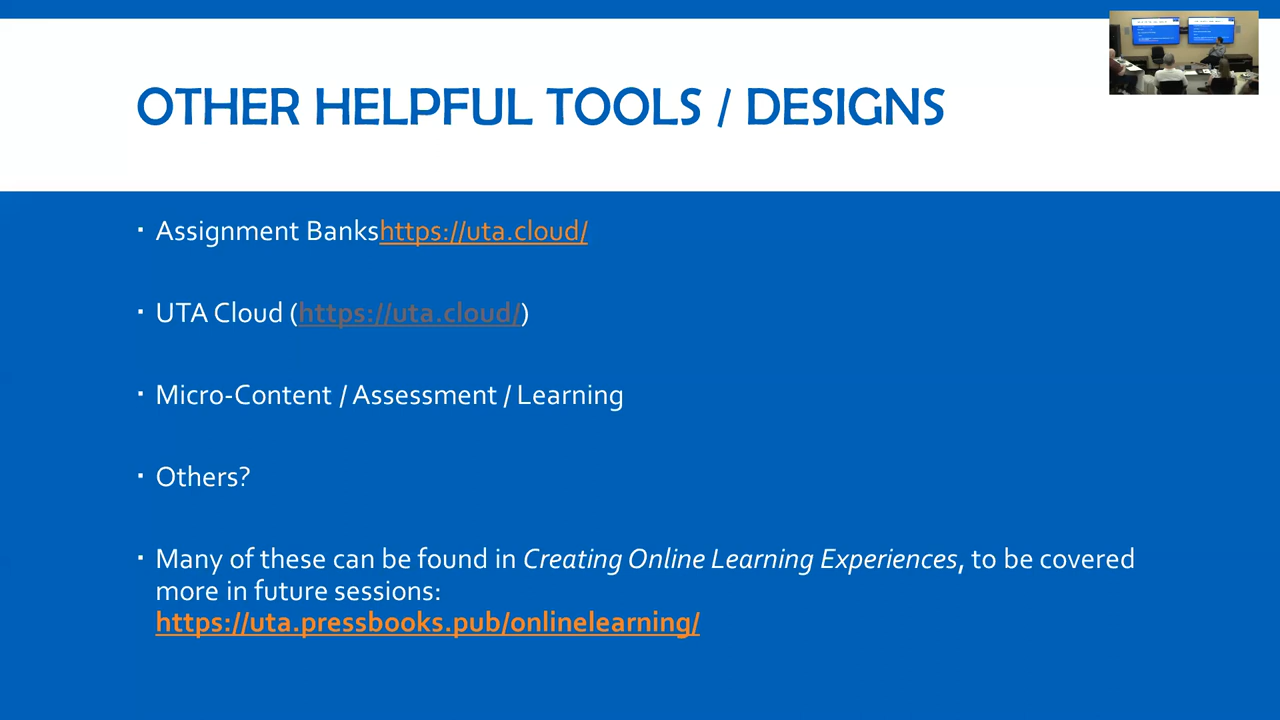 OTHER HELPFUL TOOLS / DESIGNS
▪ Assignment Bankshttps://uta.cloud/
▪ UTA Cloud (https://uta.cloud/)
▪ Micro-Content / Assessment / Learning
▪ Others?
▪ Many of these can be found in Creating Online Learning Experiences, to be covered
more in future sessions:
https://uta.pressbooks.pub/onlinelearning/